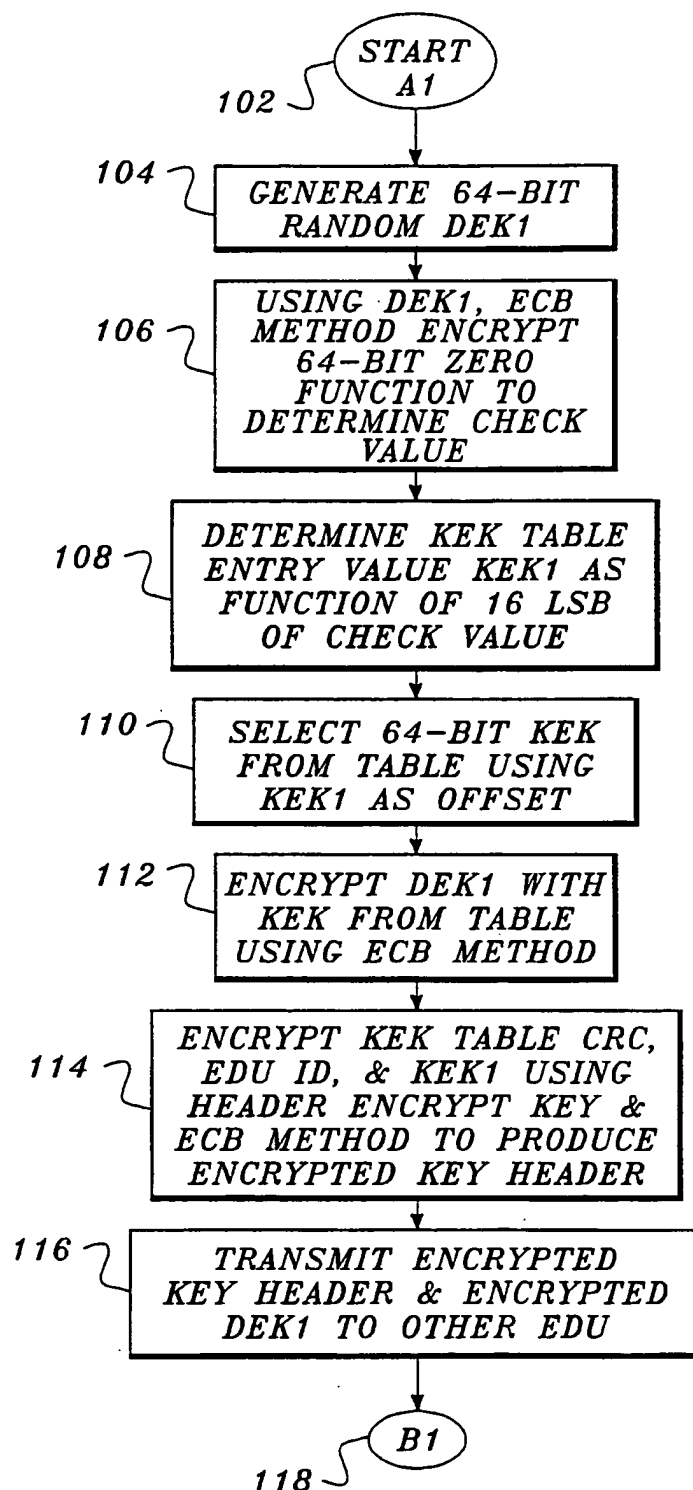 START
A1
102
104
GENERATE 64-BIT
RANDOM DEK1
106
USING DEK1, ECB
METHOD ENCRYPT
64-BIT ZERO
FUNCTION TO
DETERMINE CHECK
VALUE
108
DETERMINE KEK TABLE
ENTRY VALUE KEK1 AS
FUNCTION OF 16 LSB
OF CHECK VALUE
110
SELECT 64-BIT KEK
FROM TABLE USING
KEK1 AS OFFSET
112
ENCRYPT DEK1 WITH
KEK FROM TABLE
USING ECB METHOD
114
ENCRYPT KEK TABLE CRC,
EDU ID, & KEK1 USING
HEADER ENCRYPT KEY &
ECB METHOD TO PRODUCE
ENCRYPTED KEY HEADER
116
TRANSMIT ENCRYPTED
KEY HEADER & ENCRYPTED
DEK1 TO OTHER EDU
B1
118